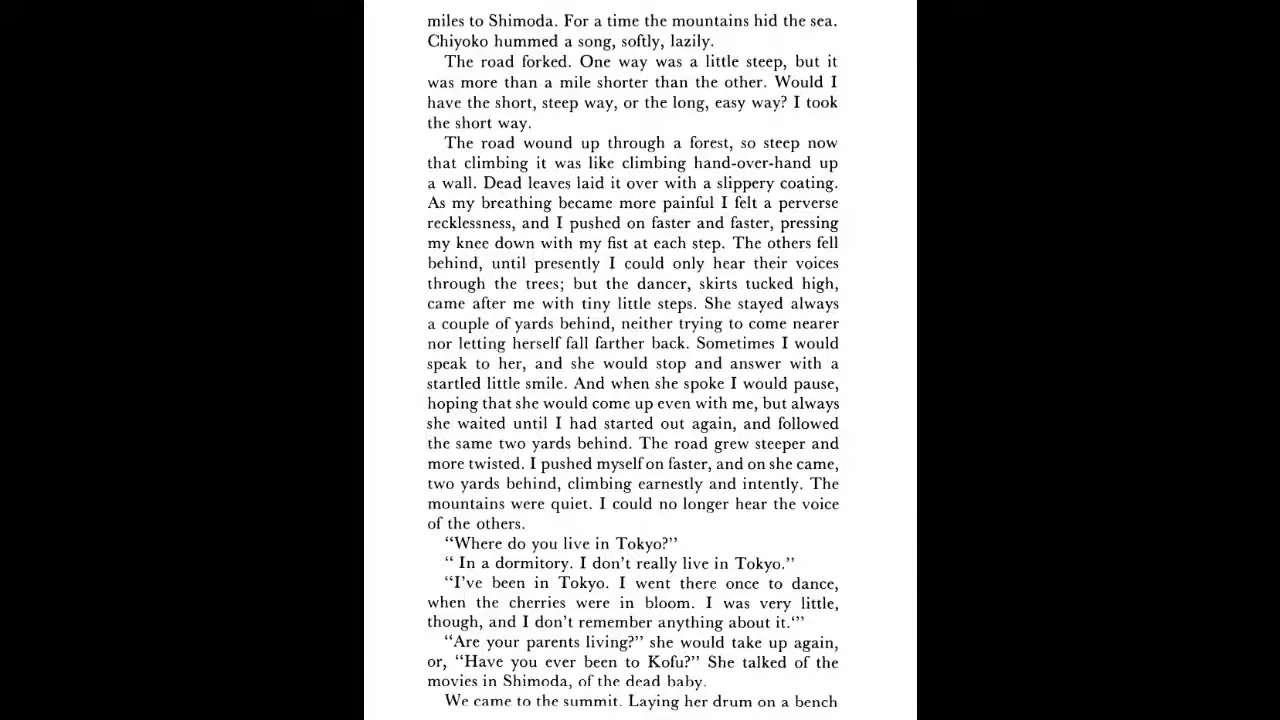 miles to Shimoda. For a time the mountains hid the sea.
Chiyoko hummed a song, softly, lazily.
The road forked. One way was a little steep, but it
was more than a mile shorter than the other. Would I
have the short, steep way, or the long, easy way? I took
the short way.
The road wound up through a forest, so steep now
that climbing it was like climbing hand-over-hand up
a wall. Dead leaves laid it over with a slippery coating.
As my breathing became more painful I felt a perverse
recklessness, and I pushed on faster and faster, pressing
my knee down with my fist at each step. The others fell
behind, until presently I could only hear their voices
through the trees; but the dancer, skirts tucked high,
came after me with tiny little steps. She stayed always
a couple of yards behind, neither trying to come nearer
nor letting herself fall farther back. Sometimes I would
speak to her, and she would stop and answer with a
startled little smile. And when she spoke I would pause,
hoping that she would come up even with me, but always
she waited until I had started out again, and followed
the same two yards behind. The road grew steeper and
more twisted. I pushed myself on faster, and on she came,
two yards behind, climbing earnestly and intently. The
mountains were quiet. I could no longer hear the voice
of the others.
"Where do you live in Tokyo?"
" In a dormitory. I don't really live in Tokyo."
"I've been in Tokyo. I went there once to dance,
when the cherries were in bloom. I was very little,
though, and I don't remember anything about it.'"
"Are your parents living?" she would take up again,
or, "Have you ever been to Kofu?" She talked of the
movies in Shimoda, of the dead baby.
We came to the summit. Laying her drum on a bench